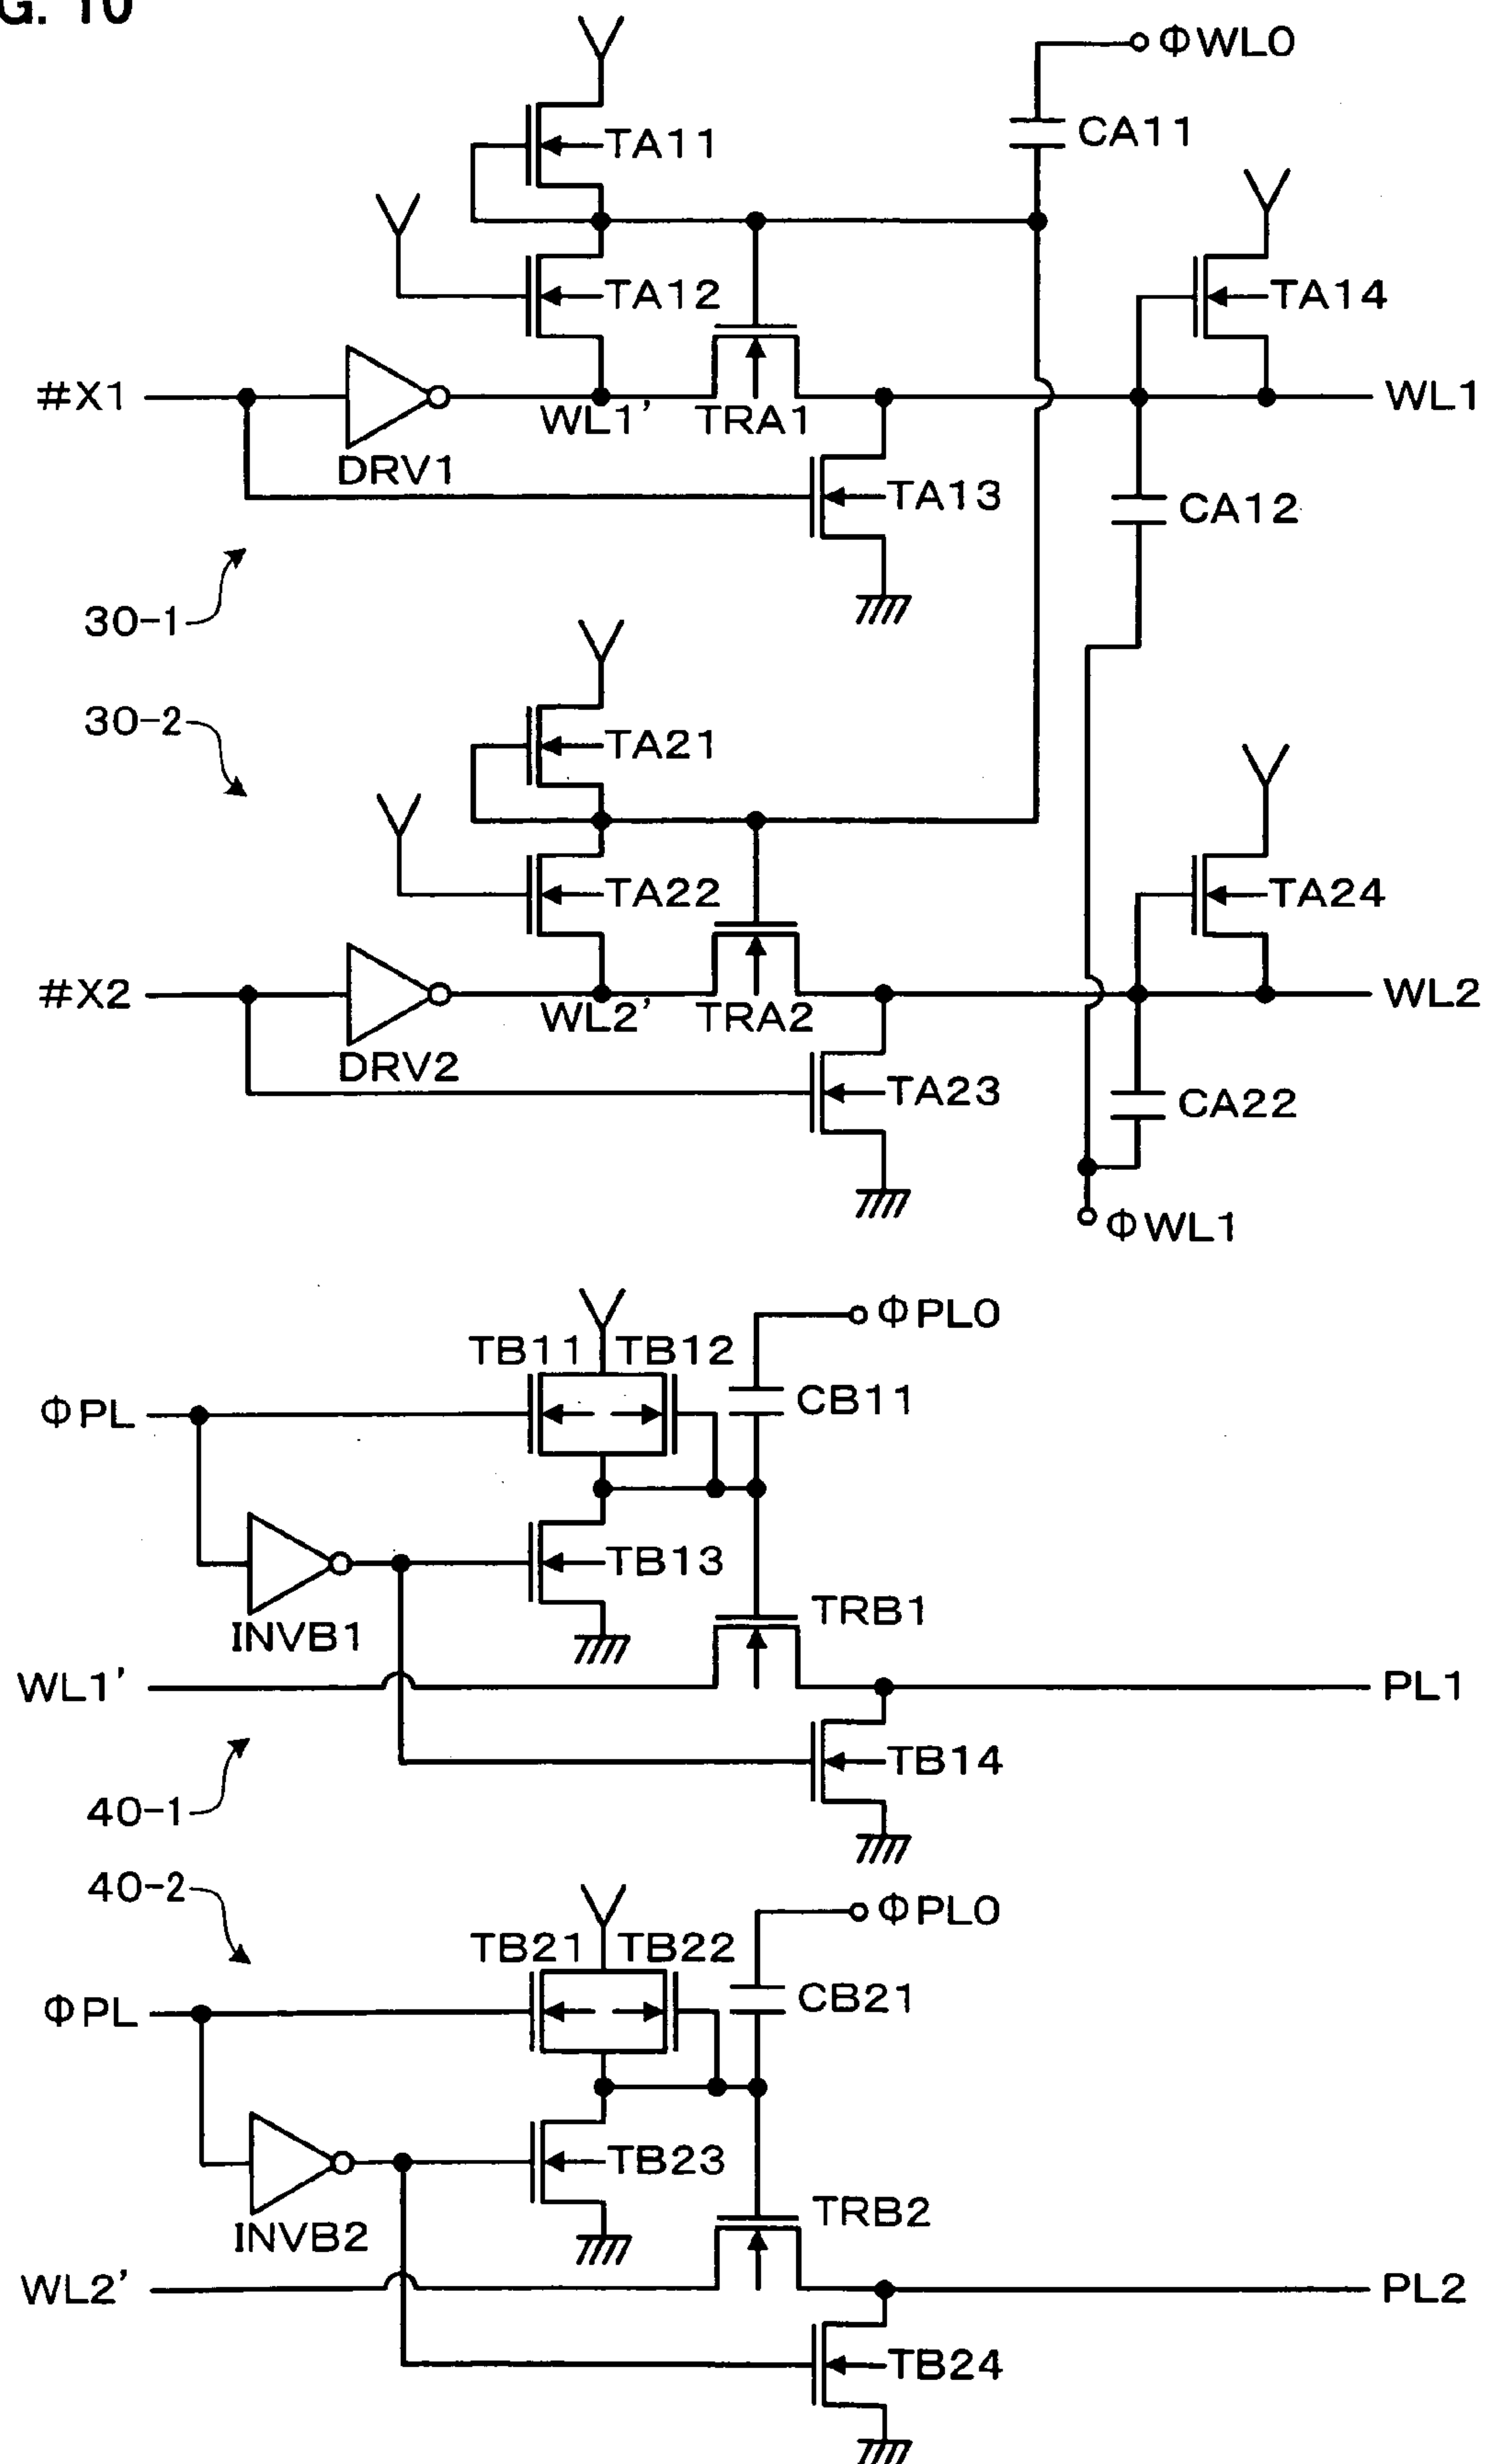 G. 10
ΦWL0
CA11
TA11
TA12
TA14
#X1
DRV1
WL1'
TRA1
WL1
TA13
CA12
30-1
30-2
TA21
TA22
TA24
#X2
DRV2
WL2'
TRA2
WL2
TA23
CA22
ΦWL1
ΦPL0
TB11
TB12
CB11
ΦPL
TB13
INVB1
TRB1
WL1'
PL1
TB14
40-1
40-2
ΦPL0
TB21
TB22
CB21
ΦPL
TB23
INVB2
TRB2
WL2'
PL2
TB24